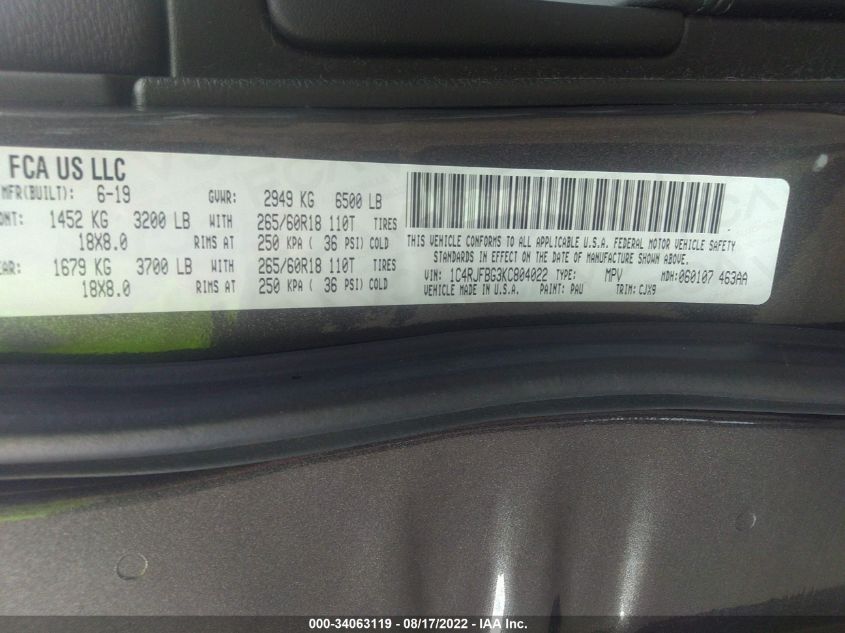 FCA US LLC
MFR(BUILT): 6-19 GVWR: 2949 KG 6500 LB
1452 KG 3200 LB WITH 265/60R18 110T TIRES
18X8.0 RIMS AT 250 KPA ( 36 PSI) COLD
1679 KG 3700 LB WITH 265/60R18 110T TIRES
18X8.0 RIMS AT 250 KPA ( 36 PSI) COLD
THIS VEHICLE CONFORMS TO ALL APPLICABLE U.S.A. FEDERAL MOTOR VEHICLE SAFETY
STANDARDS IN EFFECT ON THE DATE OF MANUFACTURE SHOWN ABOVE.
VIN: 1C4RJFBG3KC804022 TYPE: MPV MDH:060107 463AA
VEHICLE MADE IN U.S.A. PAINT: PAU TRIM: CJX9
000-34063119 - 08/17/2022 - IAA Inc.